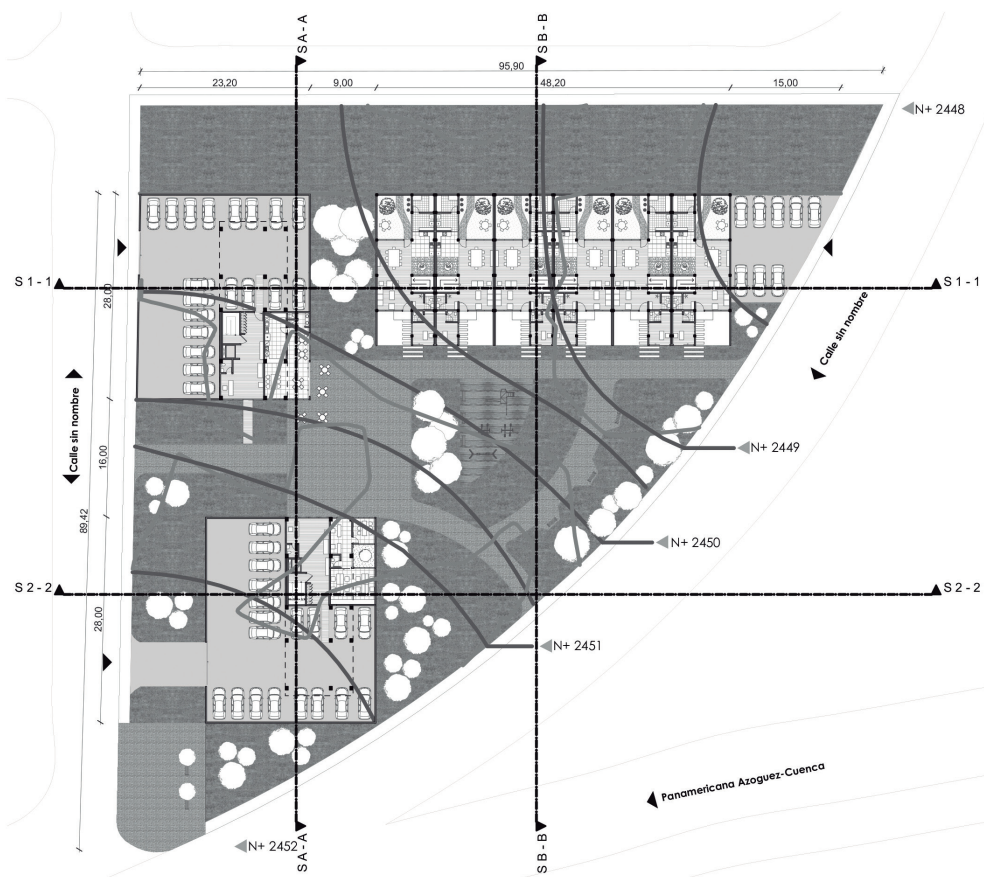 SA-A
SB-B
95,90
23,20
9,00
48,20
15,00
N+ 2448
S 1-1
S 1-1
28,00
Calle sin nombre
Calle sin nombre
N+ 2449
16,00
89,42
N+ 2450
S 2-2
S 2-2
28,00
N+ 2451
Panamericana Azoguez-Cuenca
N+ 2452
SA-A
SB-B